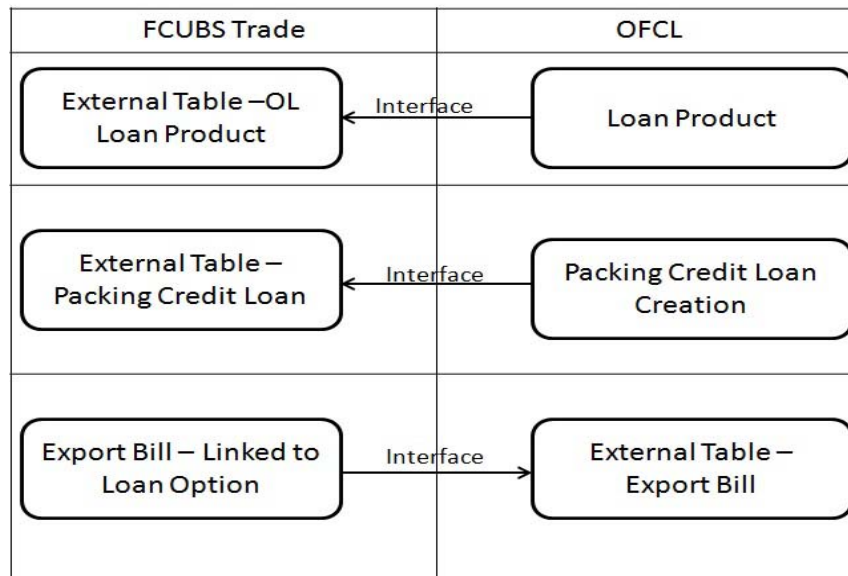 FCUBS Trade
OFCL
External Table –OL
Loan Product
Interface
Loan Product
External Table –
Packing Credit Loan
Interface
Packing Credit Loan
Creation
Export Bill – Linked to
Loan Option
Interface
External Table –
Export Bill